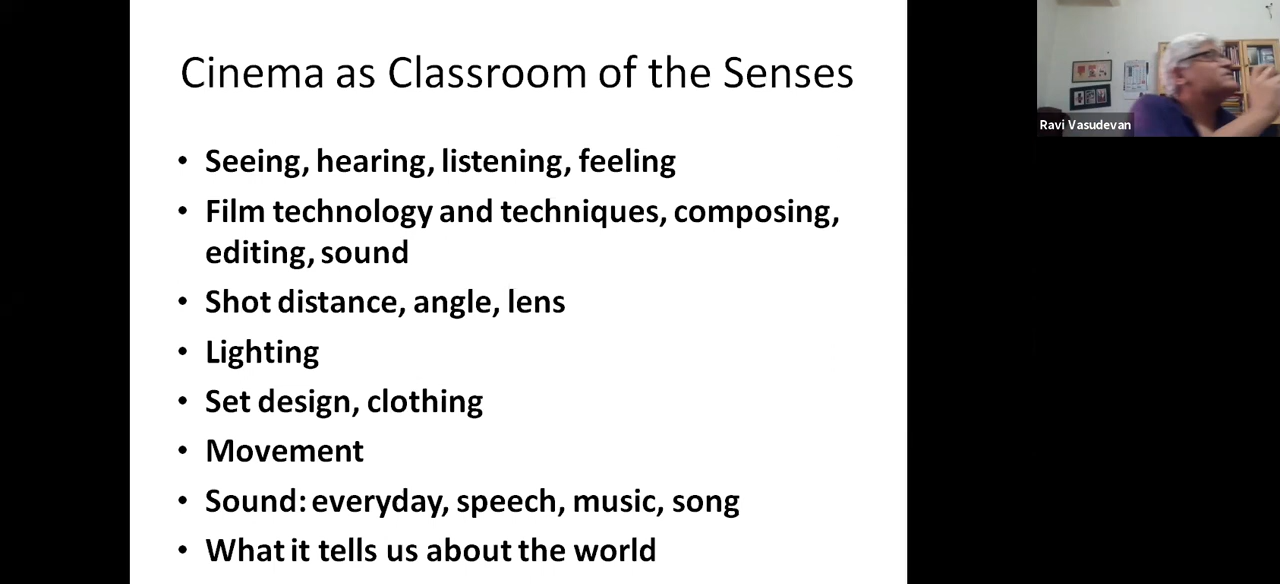 Cinema as Classroom of the Senses
• Seeing, hearing, listening, feeling
• Film technology and techniques, composing,
editing, sound
• Shot distance, angle, lens
• Lighting
• Set design, clothing
• Movement
• Sound: everyday, speech, music, song
• What it tells us about the world
Ravi Vasudevan